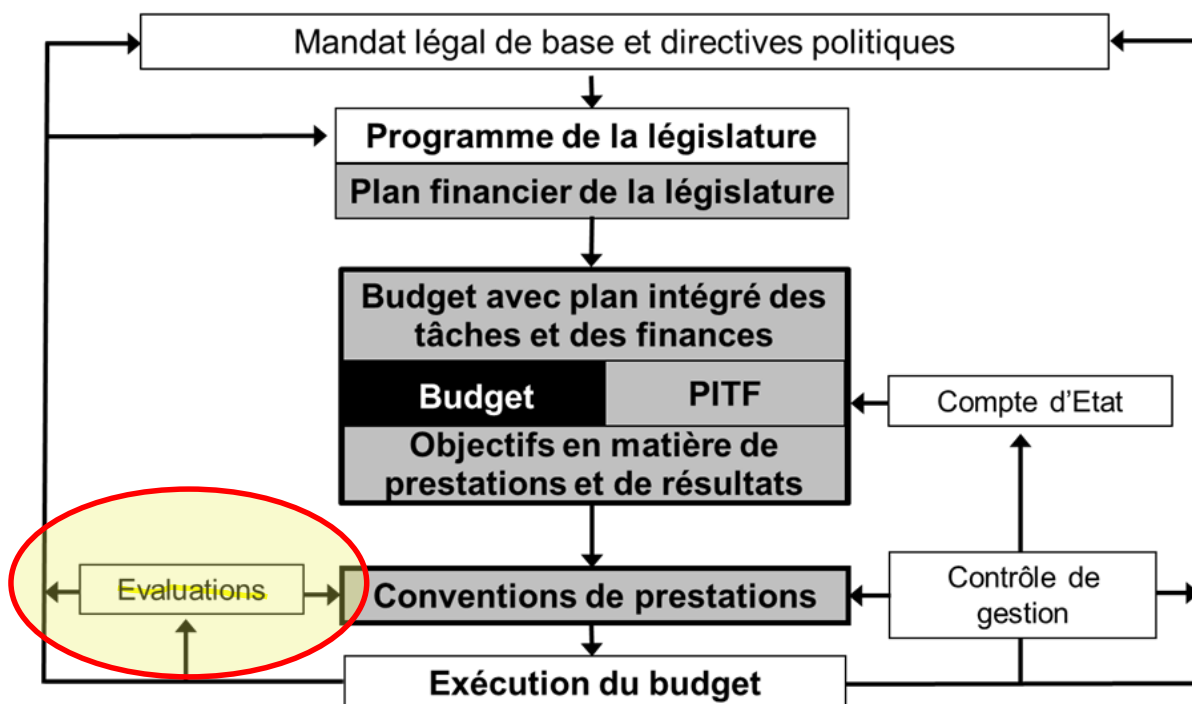 Mandat légal de base et directives politiques
Programme de la législature
Plan financier de la législature
Budget avec plan intégré des
tâches et des finances
Budget
PITF
Compte d'Etat
Objectifs en matière de
prestations et de résultats
Evaluations
Conventions de prestations
Contrôle de
gestion
Exécution du budget